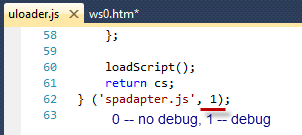 uloader.js ws0.htm*
58 };
59
60 loadScript();
61 return cs;
62 } ('spadapter.js', 1);
63 0 -- no debug, 1 -- debug